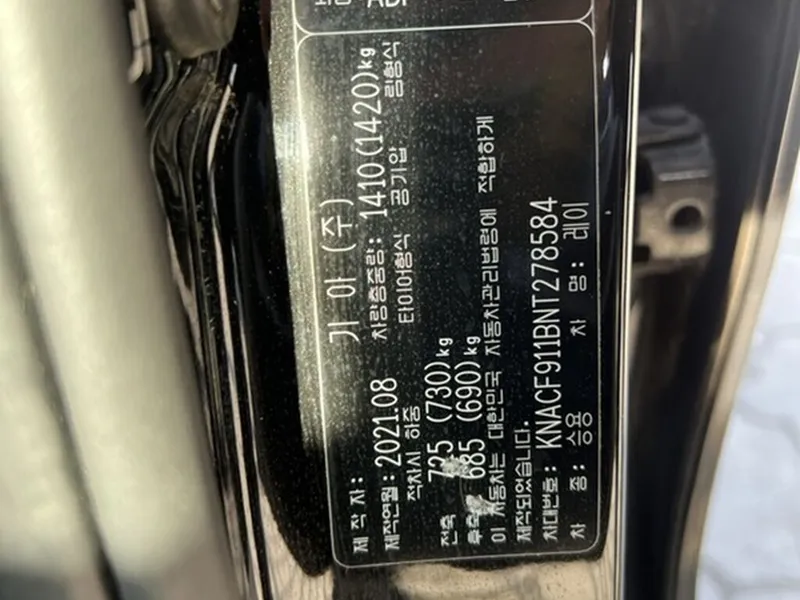 제 작 자: 기 아 (주)
제작연월: 2021.08 차량총중량: 1410(1420)kg
적차시 하중 타이어형식 공기압 림형식
전축 725 (730)kg
후축 685 (690)kg
이 자동차는 대한민국 자동차관리법령에 적합하게
제작되었습니다.
차대번호: KNACF911BNT278584
차 종: 승용 차 명: 레이